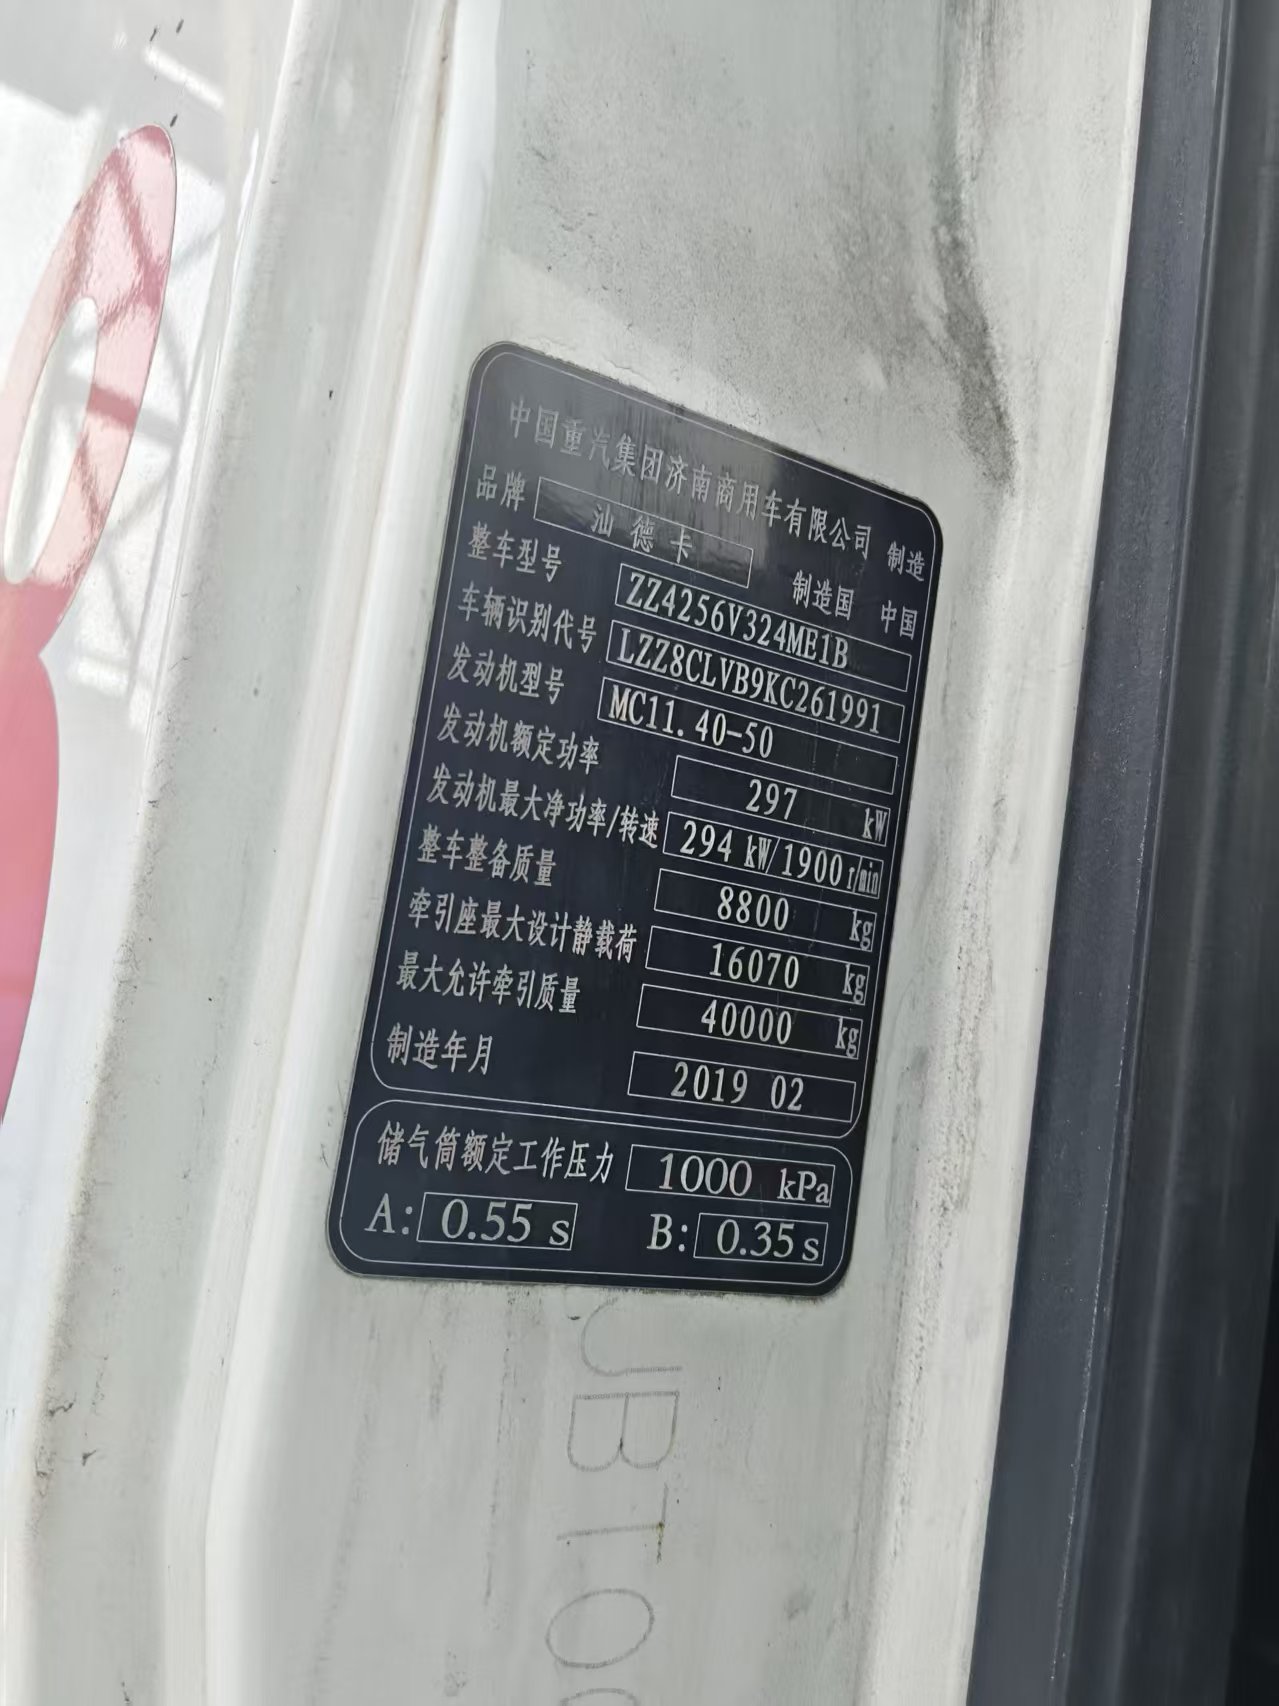 中国重汽集团济南商用车有限公司 制造
品牌 汕德卡 制造国 中国
整车型号 ZZ4256V324ME1B
车辆识别代号 LZZ8CLVB9KC261991
发动机型号 MC11.40-50
发动机额定功率 297 kW
发动机最大净功率/转速 294 kW/1900 r/min
整车整备质量 8800 kg
牵引座最大设计静载荷 16070 kg
最大允许牵引质量 40000 kg
制造年月 2019 02
储气筒额定工作压力 1000 kPa
A: 0.55 s B: 0.35 s